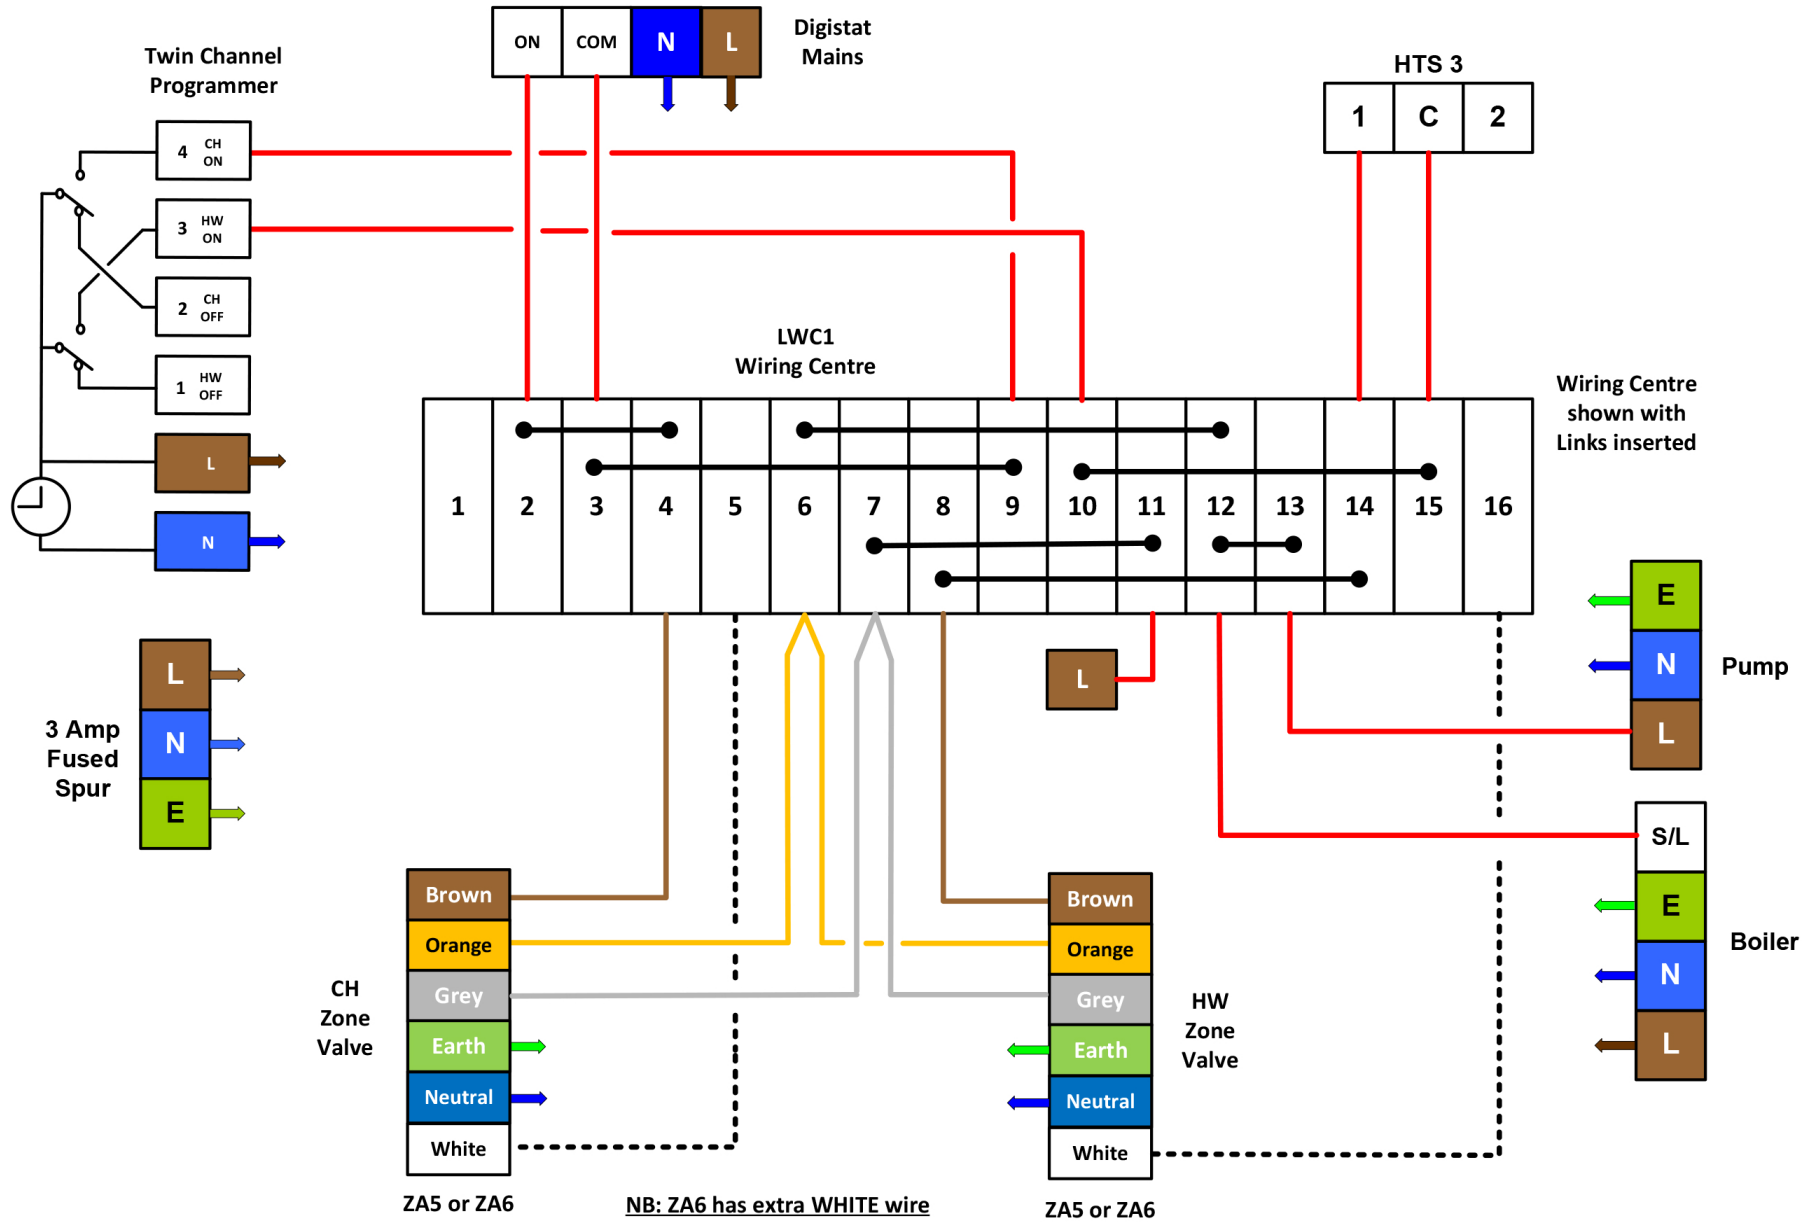 Digistat
Mains
ON COM N L
Twin Channel
Programmer
HTS 3
1 C 2
4 CH
ON
3 HW
ON
2 CH
OFF
1 HW
OFF
L
N
LWC1
Wiring Centre
Wiring Centre
shown with
Links inserted
1 2 3 4 5 6 7 8 9 10 11 12 13 14 15 16
3 Amp
Fused
Spur
L
N
E
L
E
N
L
Pump
S/L
E
N
L
Boiler
CH
Zone
Valve
Brown
Orange
Grey
Earth
Neutral
White
ZA5 or ZA6
Brown
Orange
Grey
Earth
Neutral
White
HW
Zone
Valve
ZA5 or ZA6
NB: ZA6 has extra WHITE wire